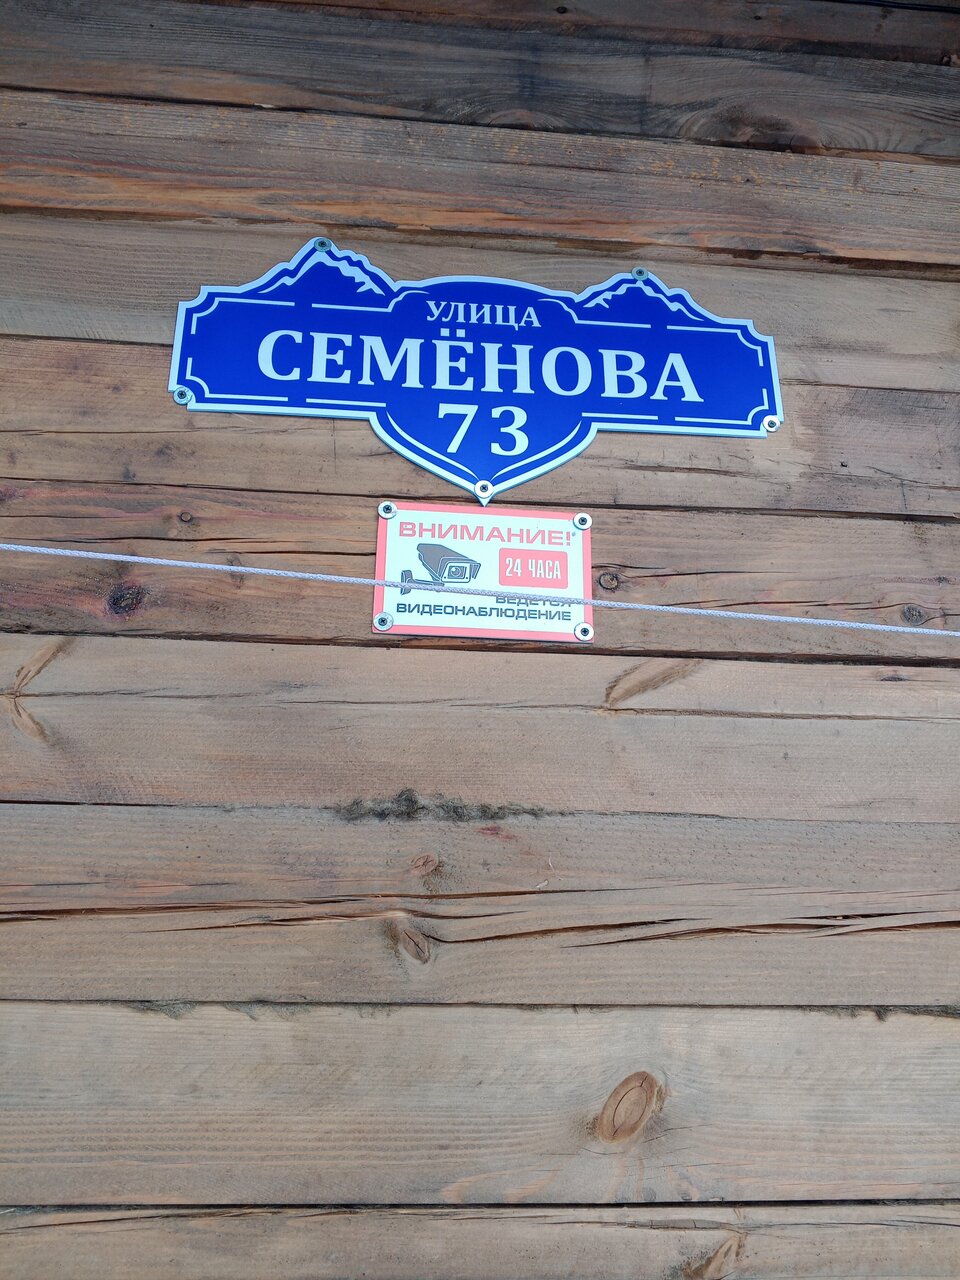 УЛИЦА
СЕМЁНОВА
73
ВНИМАНИЕ!
24 ЧАСА
ВЕДЕТСЯ
ВИДЕОНАБЛЮДЕНИЕ